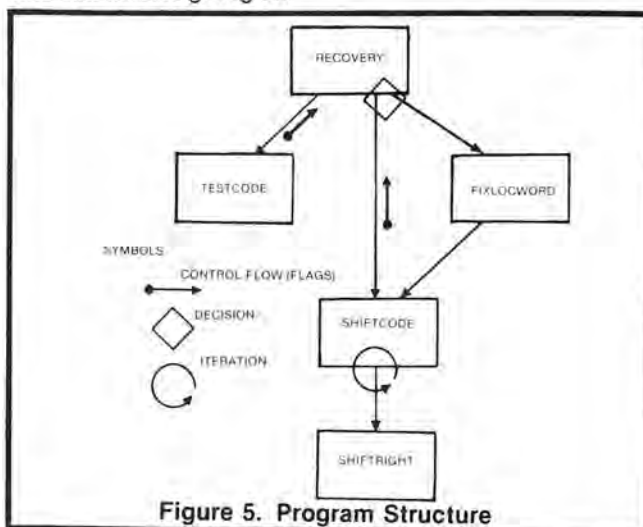 RECOVERY
TESTCODE
FIXLOCWORD
SYMBOLS
CONTROL FLOW (FLAGS)
DECISION
SHIFTCODE
ITERATION
SHIFTRIGHT
Figure 5. Program Structure